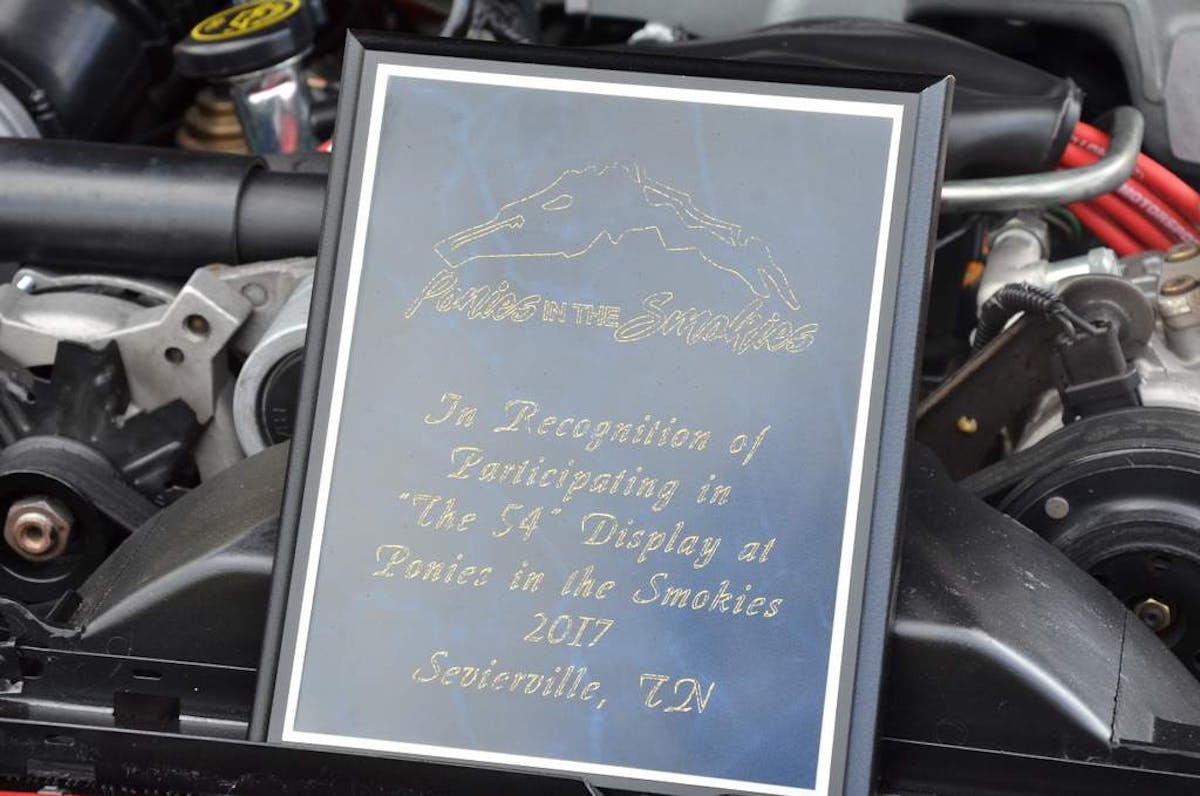 Ponies IN THE Smokies
In Recognition of
Participating in
"The 54" Display at
Ponies in the Smokies
2017
Sevierville, TN